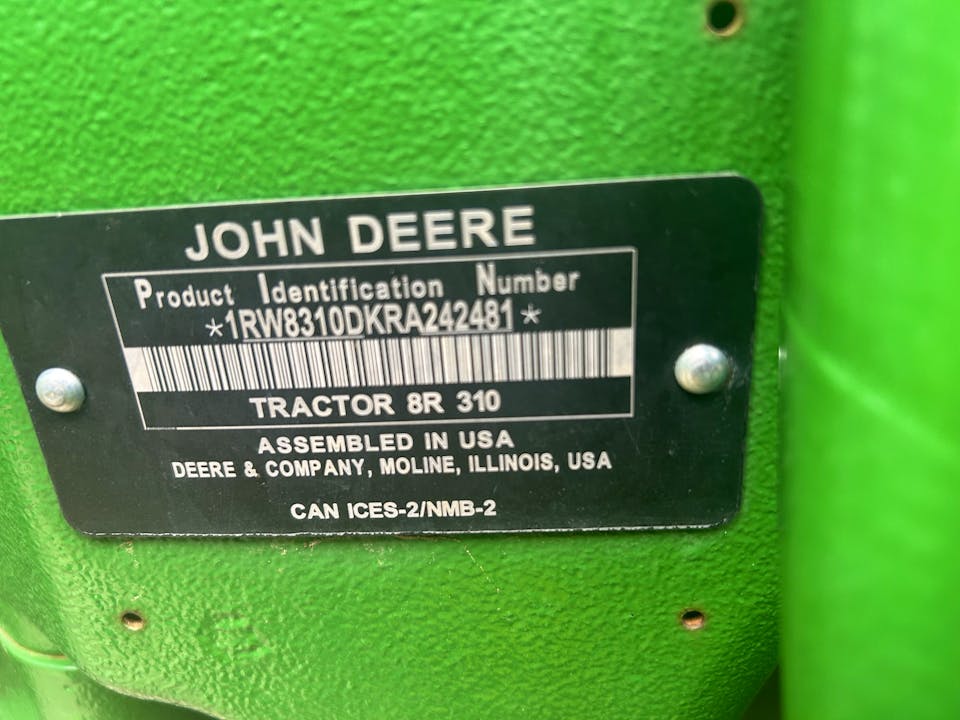 JOHN DEERE
Product Identification Number
*1RW8310DKRA242481*
TRACTOR 8R 310
ASSEMBLED IN USA
DEERE & COMPANY, MOLINE, ILLINOIS, USA
CAN ICES-2/NMB-2